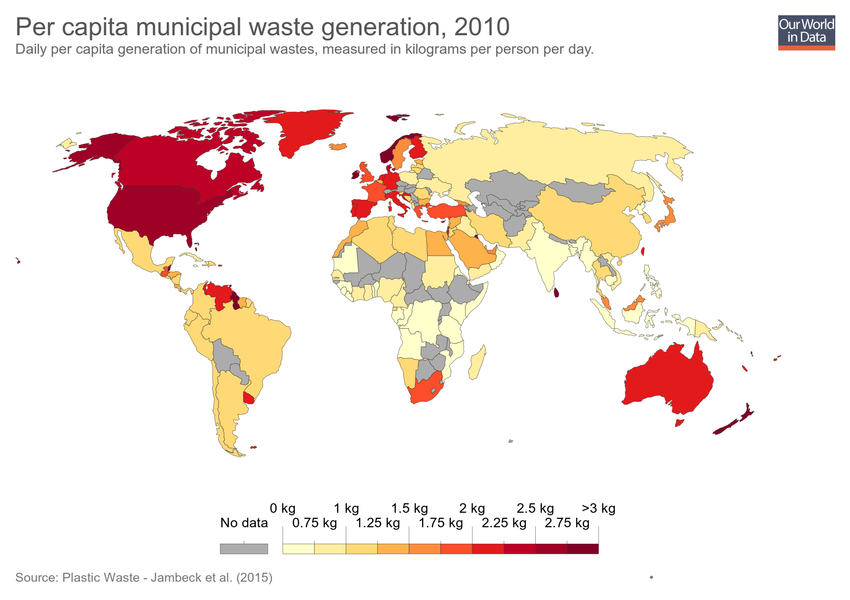 Per capita municipal waste generation, 2010
Daily per capita generation of municipal wastes, measured in kilograms per person per day.
Our World
in Data
0 kg 1 kg 1.5 kg 2 kg 2.5 kg >3 kg
No data 0.75 kg 1.25 kg 1.75 kg 2.25 kg 2.75 kg
Source: Plastic Waste - Jambeck et al. (2015)